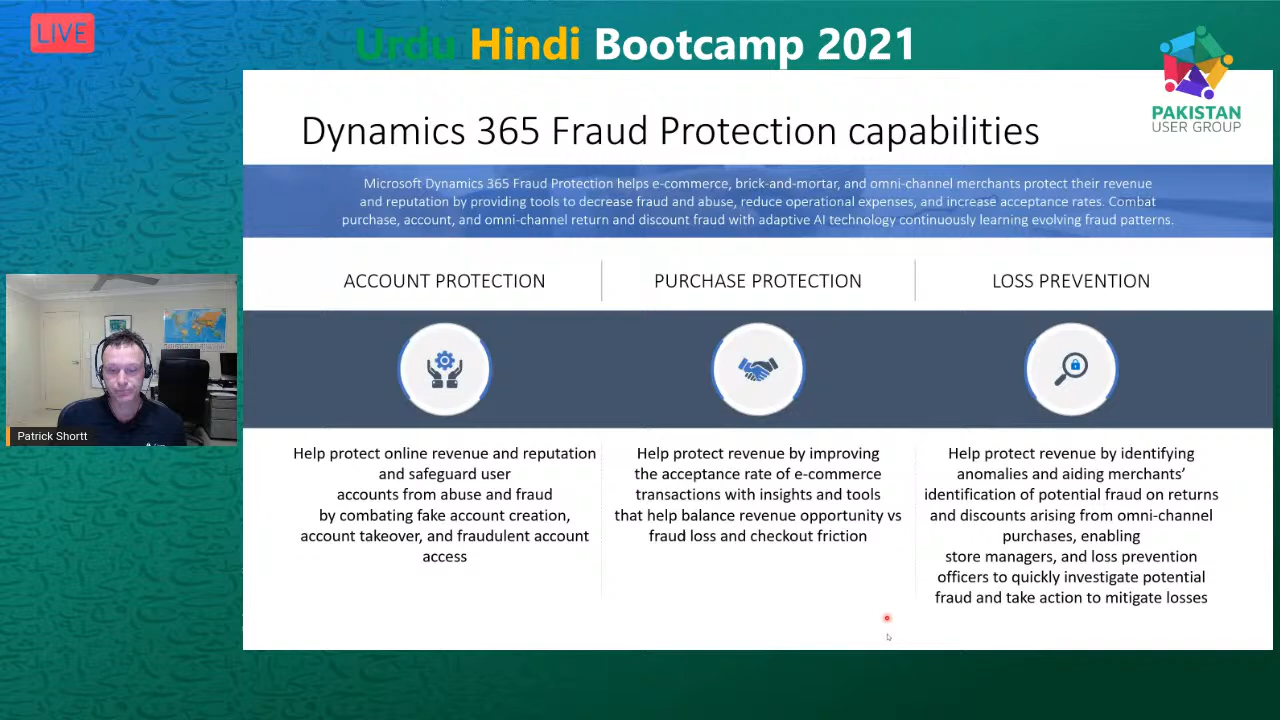 LIVE
Urdu Hindi Bootcamp 2021
PAKISTAN
USER GROUP
Dynamics 365 Fraud Protection capabilities
Microsoft Dynamics 365 Fraud Protection helps e-commerce, brick-and-mortar, and omni-channel merchants protect their revenue
and reputation by providing tools to decrease fraud and abuse, reduce operational expenses, and increase acceptance rates. Combat
purchase, account, and omni-channel return and discount fraud with adaptive AI technology continuously learning evolving fraud patterns.
ACCOUNT PROTECTION
PURCHASE PROTECTION
LOSS PREVENTION
Help protect online revenue and reputation
and safeguard user
accounts from abuse and fraud
by combating fake account creation,
account takeover, and fraudulent account
access
Help protect revenue by improving
the acceptance rate of e-commerce
transactions with insights and tools
that help balance revenue opportunity vs
fraud loss and checkout friction
Help protect revenue by identifying
anomalies and aiding merchants’
identification of potential fraud on returns
and discounts arising from omni-channel
purchases, enabling
store managers, and loss prevention
officers to quickly investigate potential
fraud and take action to mitigate losses
Patrick Shortt